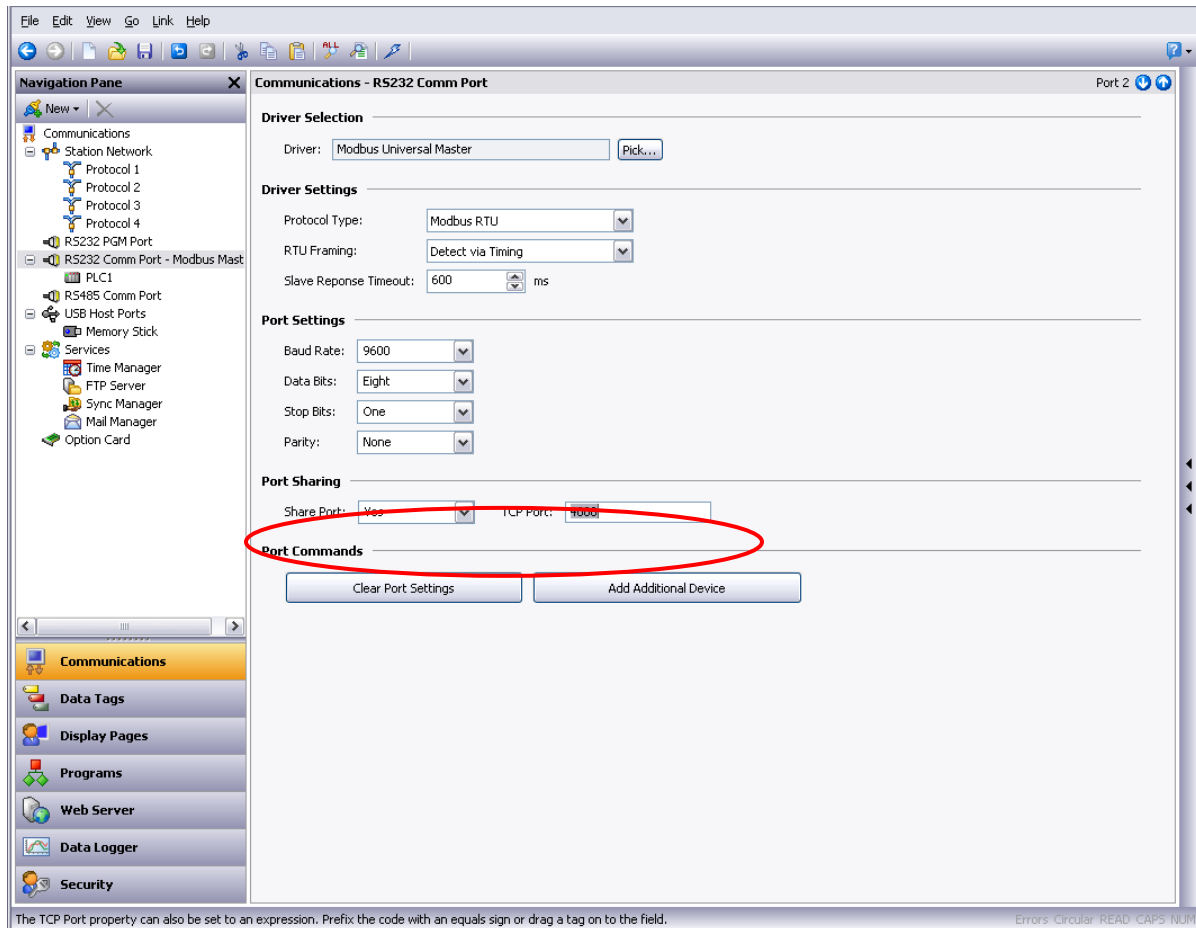 File Edit View Go Link Help
ALL
Navigation Pane
Communications - RS232 Comm Port
Port 2
New
Communications
Station Network
Protocol 1
Protocol 2
Protocol 3
Protocol 4
RS232 PGM Port
RS232 Comm Port - Modbus Mast
PLC1
RS485 Comm Port
USB Host Ports
Memory Stick
Services
Time Manager
FTP Server
Sync Manager
Mail Manager
Option Card
Driver Selection
Driver: Modbus Universal Master Pick...
Driver Settings
Protocol Type: Modbus RTU
RTU Framing: Detect via Timing
Slave Reponse Timeout: 600 ms
Port Settings
Baud Rate: 9600
Data Bits: Eight
Stop Bits: One
Parity: None
Port Sharing
Share Port: Yes TCP Port: 4000
Port Commands
Clear Port Settings Add Additional Device
Communications
Data Tags
Display Pages
Programs
Web Server
Data Logger
Security
The TCP Port property can also be set to an expression. Prefix the code with an equals sign or drag a tag on to the field.
Errors Circular READ CAPS NUM